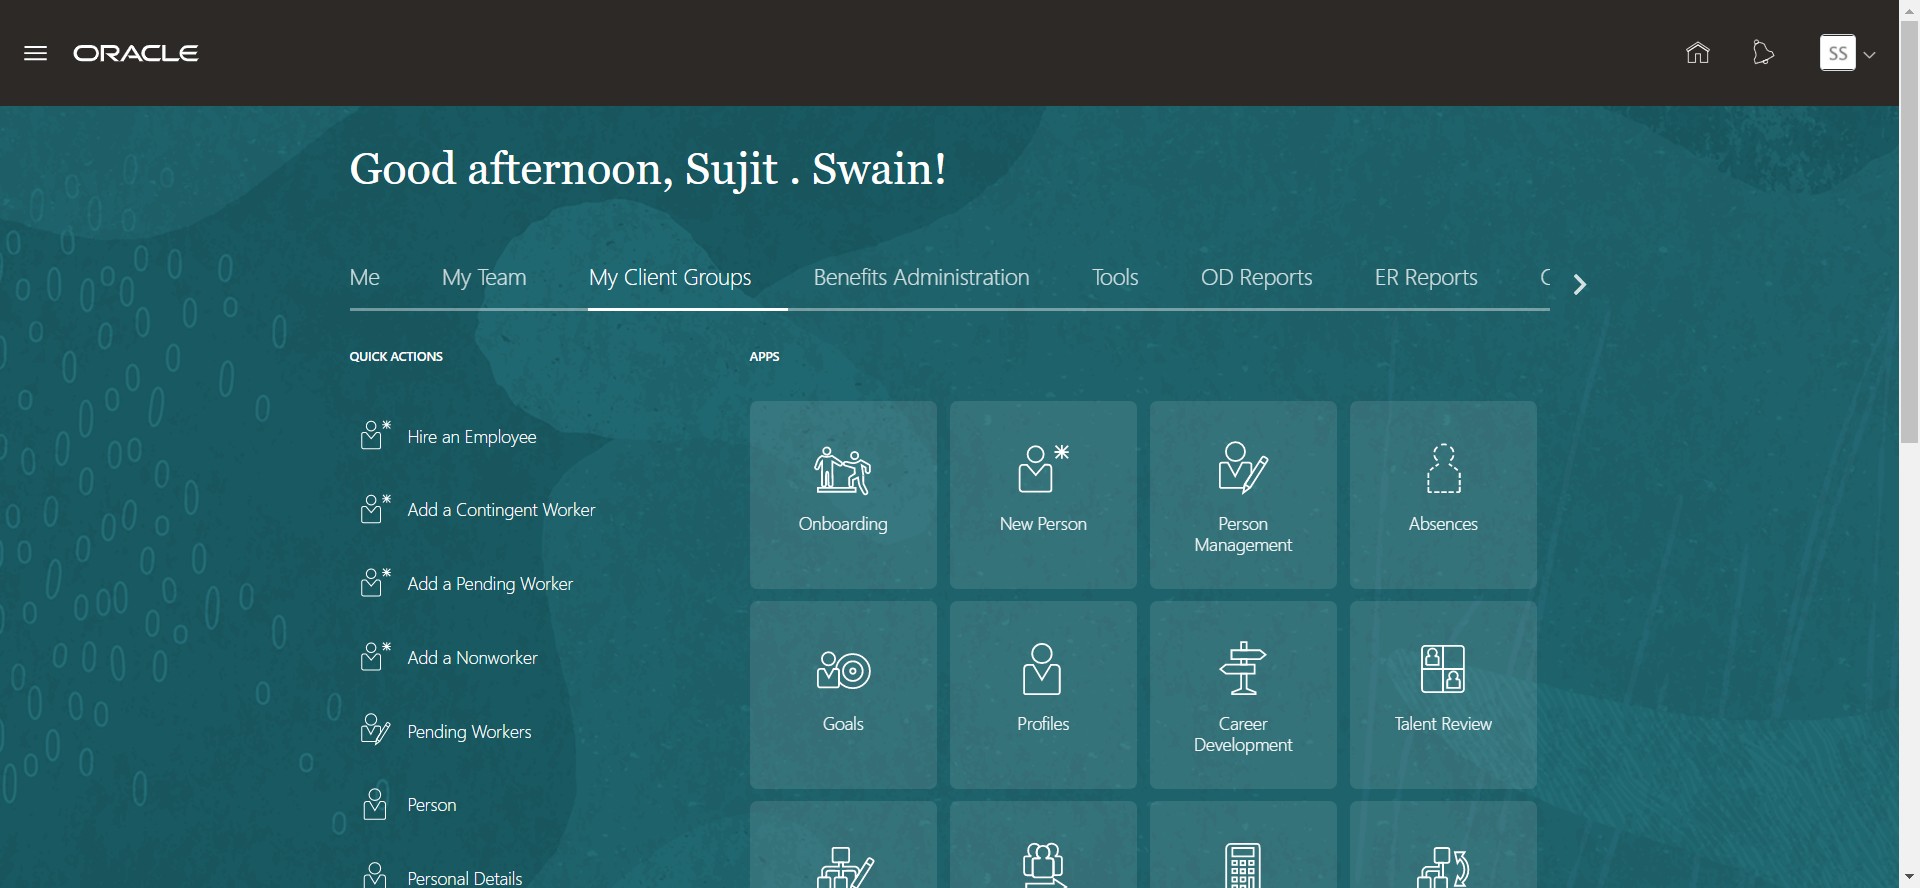 ORACLE
SS
Good afternoon, Sujit . Swain!
Me
My Team
My Client Groups
Benefits Administration
Tools
OD Reports
ER Reports
QUICK ACTIONS
APPS
Hire an Employee
Add a Contingent Worker
Add a Pending Worker
Add a Nonworker
Pending Workers
Person
Personal Details
Onboarding
New Person
Person
Management
Absences
Goals
Profiles
Career
Development
Talent Review